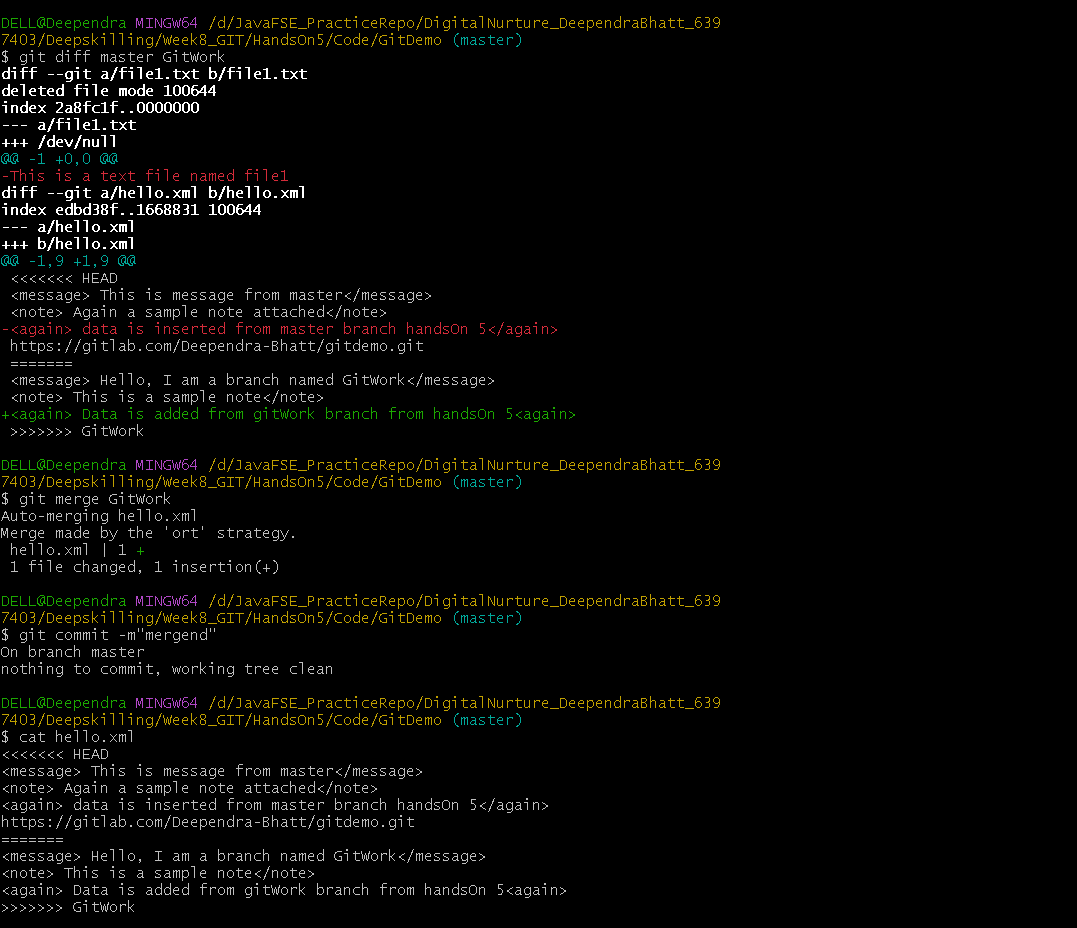 DELL@Deependra MINGW64 /d/JavaFSE_PracticeRepo/DigitalNurture_DeependraBhatt_639
7403/Deepskilling/Week8_GIT/HandsOn5/Code/GitDemo (master)
$ git diff master GitWork
diff --git a/file1.txt b/file1.txt
deleted file mode 100644
index 2a8fc1f..0000000
--- a/file1.txt
+++ /dev/null
@@ -1 +0,0 @@
-This is a text file named file1
diff --git a/hello.xml b/hello.xml
index edbd38f..1668831 100644
--- a/hello.xml
+++ b/hello.xml
@@ -1,9 +1,9 @@
 <<<<<<< HEAD
 <message> This is message from master</message>
 <note> Again a sample note attached</note>
-<again> data is inserted from master branch handsOn 5</again>
 https://gitlab.com/Deependra-Bhatt/gitdemo.git
 =======
 <message> Hello, I am a branch named GitWork</message>
 <note> This is a sample note</note>
+<again> Data is added from gitWork branch from handsOn 5<again>
 >>>>>>> GitWork
DELL@Deependra MINGW64 /d/JavaFSE_PracticeRepo/DigitalNurture_DeependraBhatt_639
7403/Deepskilling/Week8_GIT/HandsOn5/Code/GitDemo (master)
$ git merge GitWork
Auto-merging hello.xml
Merge made by the 'ort' strategy.
 hello.xml | 1 +
 1 file changed, 1 insertion(+)
DELL@Deependra MINGW64 /d/JavaFSE_PracticeRepo/DigitalNurture_DeependraBhatt_639
7403/Deepskilling/Week8_GIT/HandsOn5/Code/GitDemo (master)
$ git commit -m"mergend"
On branch master
nothing to commit, working tree clean
DELL@Deependra MINGW64 /d/JavaFSE_PracticeRepo/DigitalNurture_DeependraBhatt_639
7403/Deepskilling/Week8_GIT/HandsOn5/Code/GitDemo (master)
$ cat hello.xml
<<<<<<< HEAD
<message> This is message from master</message>
<note> Again a sample note attached</note>
<again> data is inserted from master branch handsOn 5</again>
https://gitlab.com/Deependra-Bhatt/gitdemo.git
=======
<message> Hello, I am a branch named GitWork</message>
<note> This is a sample note</note>
<again> Data is added from gitWork branch from handsOn 5<again>
>>>>>>> GitWork